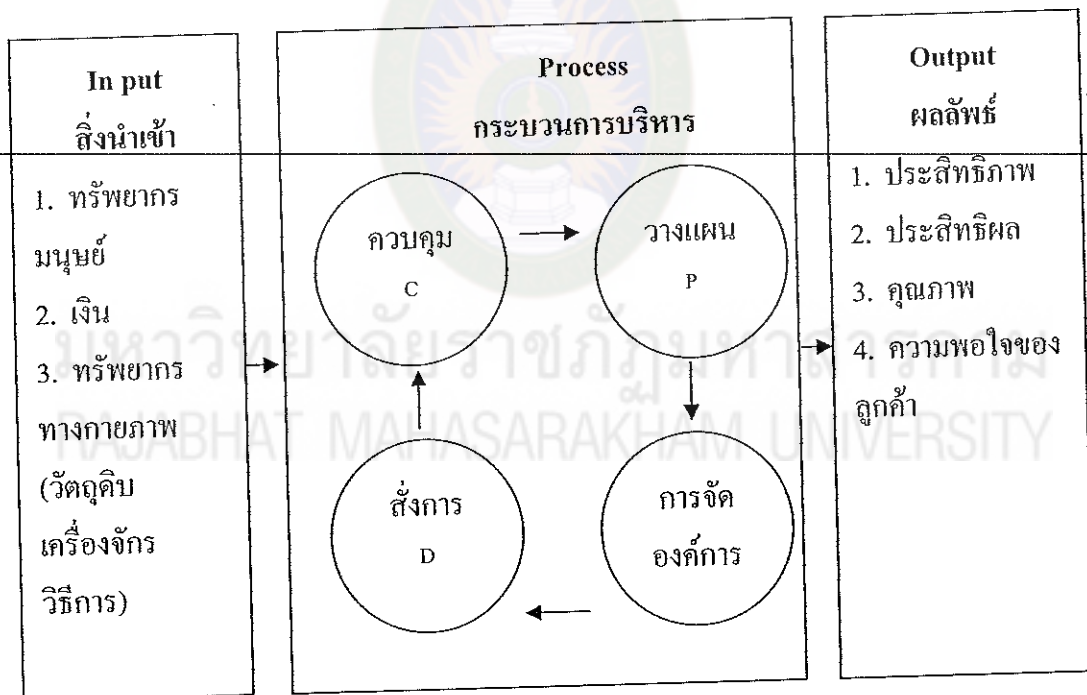 In put
สิ่งนำเข้า
1. ทรัพยากร
มนุษย์
2. เงิน
3. ทรัพยากร
ทางกายภาพ
(วัตถุดิบ
เครื่องจักร
วิธีการ)
Process
กระบวนการบริหาร
ควบคุม
C
วางแผน
P
สั่งการ
D
การจัด
องค์การ
Output
ผลลัพธ์
1. ประสิทธิภาพ
2. ประสิทธิผล
3. คุณภาพ
4. ความพอใจของ
ลูกค้า
มหาวิทยาลัยราชภัฏมหาสารคาม
RAJABHAT MAHASARAKHAM UNIVERSITY